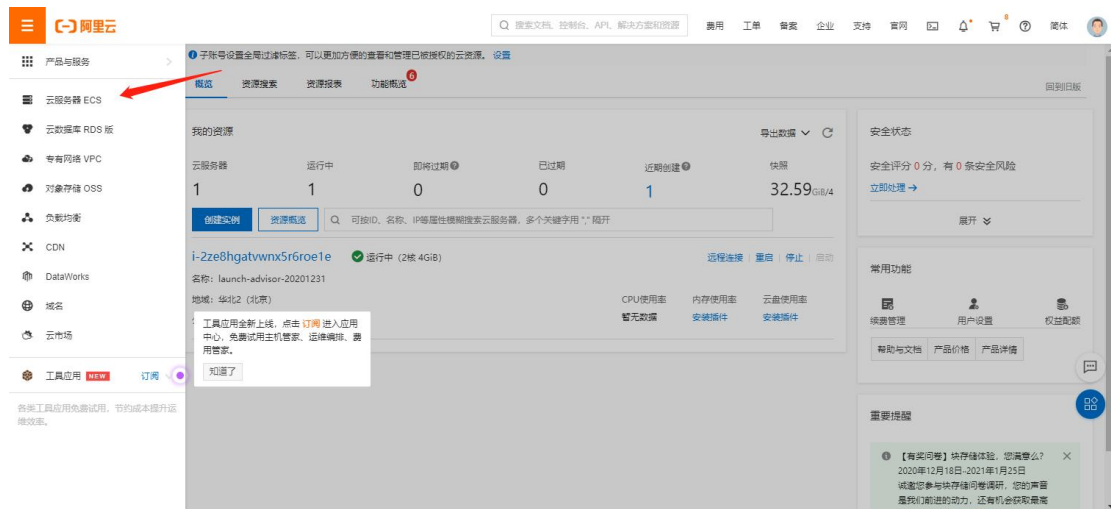 阿里云
搜索文档、控制台、API、解决方案和资源
费用 工单 备案 企业 支持 官网 简体
产品与服务
云服务器 ECS
云数据库 RDS 版
专有网络 VPC
对象存储 OSS
负载均衡
CDN
DataWorks
域名
云市场
工具应用 NEW 订阅
各类工具应用免费试用，节约成本提升运
维效率。
子账号设置全局过滤标签，可以更加方便的查看和管理已被授权的云资源。 设置
概览 资源搜索 资源报表 功能概览 6
回到旧版
我的资源
导出数据
云服务器 运行中 即将过期 已过期 近期创建 快照
1 1 0 0 1 32.59GiB/4
创建实例 资源概览 可按ID、名称、IP等属性模糊搜索云服务器，多个关键字用","隔开
i-2ze8hgatvwnx5r6roe1e 运行中 (2核 4GiB) 远程连接 重启 停止 启动
名称：launch-advisor-20201231
地域：华北2（北京）
CPU使用率 内存使用率 云盘使用率
暂无数据 安装插件 安装插件
工具应用全新上线，点击 订阅 进入应用
中心，免费试用主机管家、运维编排、费
用管家。
知道了
安全状态
安全评分 0 分，有 0 条安全风险
立即处理
展开
常用功能
续费管理 用户设置 权益配额
帮助与文档 产品价格 产品详情
重要提醒
【有奖问卷】块存储体验，您满意么？
2020年12月18日-2021年1月25日
诚邀您参与块存储问卷调研，您的声音
是我们前进的动力，还有机会获取最高